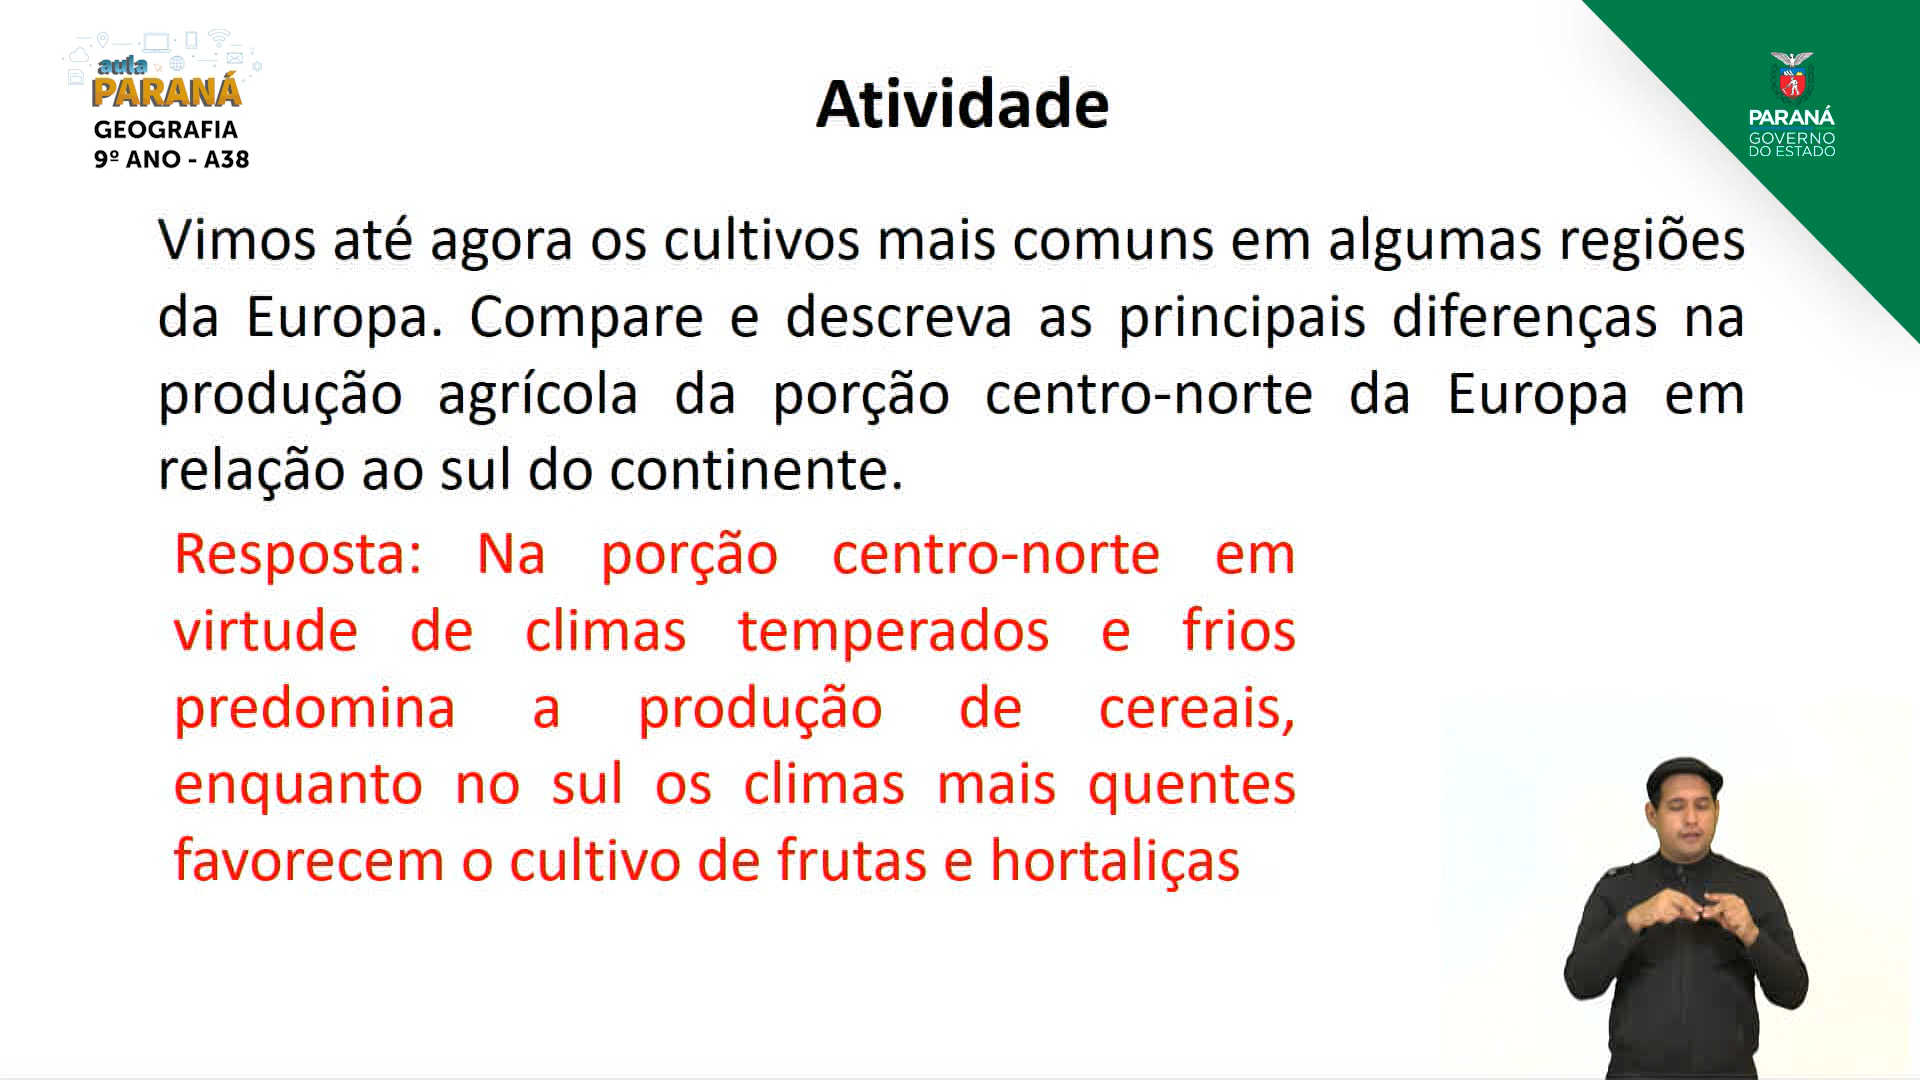 aula
PARANÁ
GEOGRAFIA
9º ANO - A38
Atividade
PARANÁ
GOVERNO
DO ESTADO
Vimos até agora os cultivos mais comuns em algumas regiões
da Europa. Compare e descreva as principais diferenças na
produção agrícola da porção centro-norte da Europa em
relação ao sul do continente.
Resposta: Na porção centro-norte em
virtude de climas temperados e frios
predomina a produção de cereais,
enquanto no sul os climas mais quentes
favorecem o cultivo de frutas e hortaliças